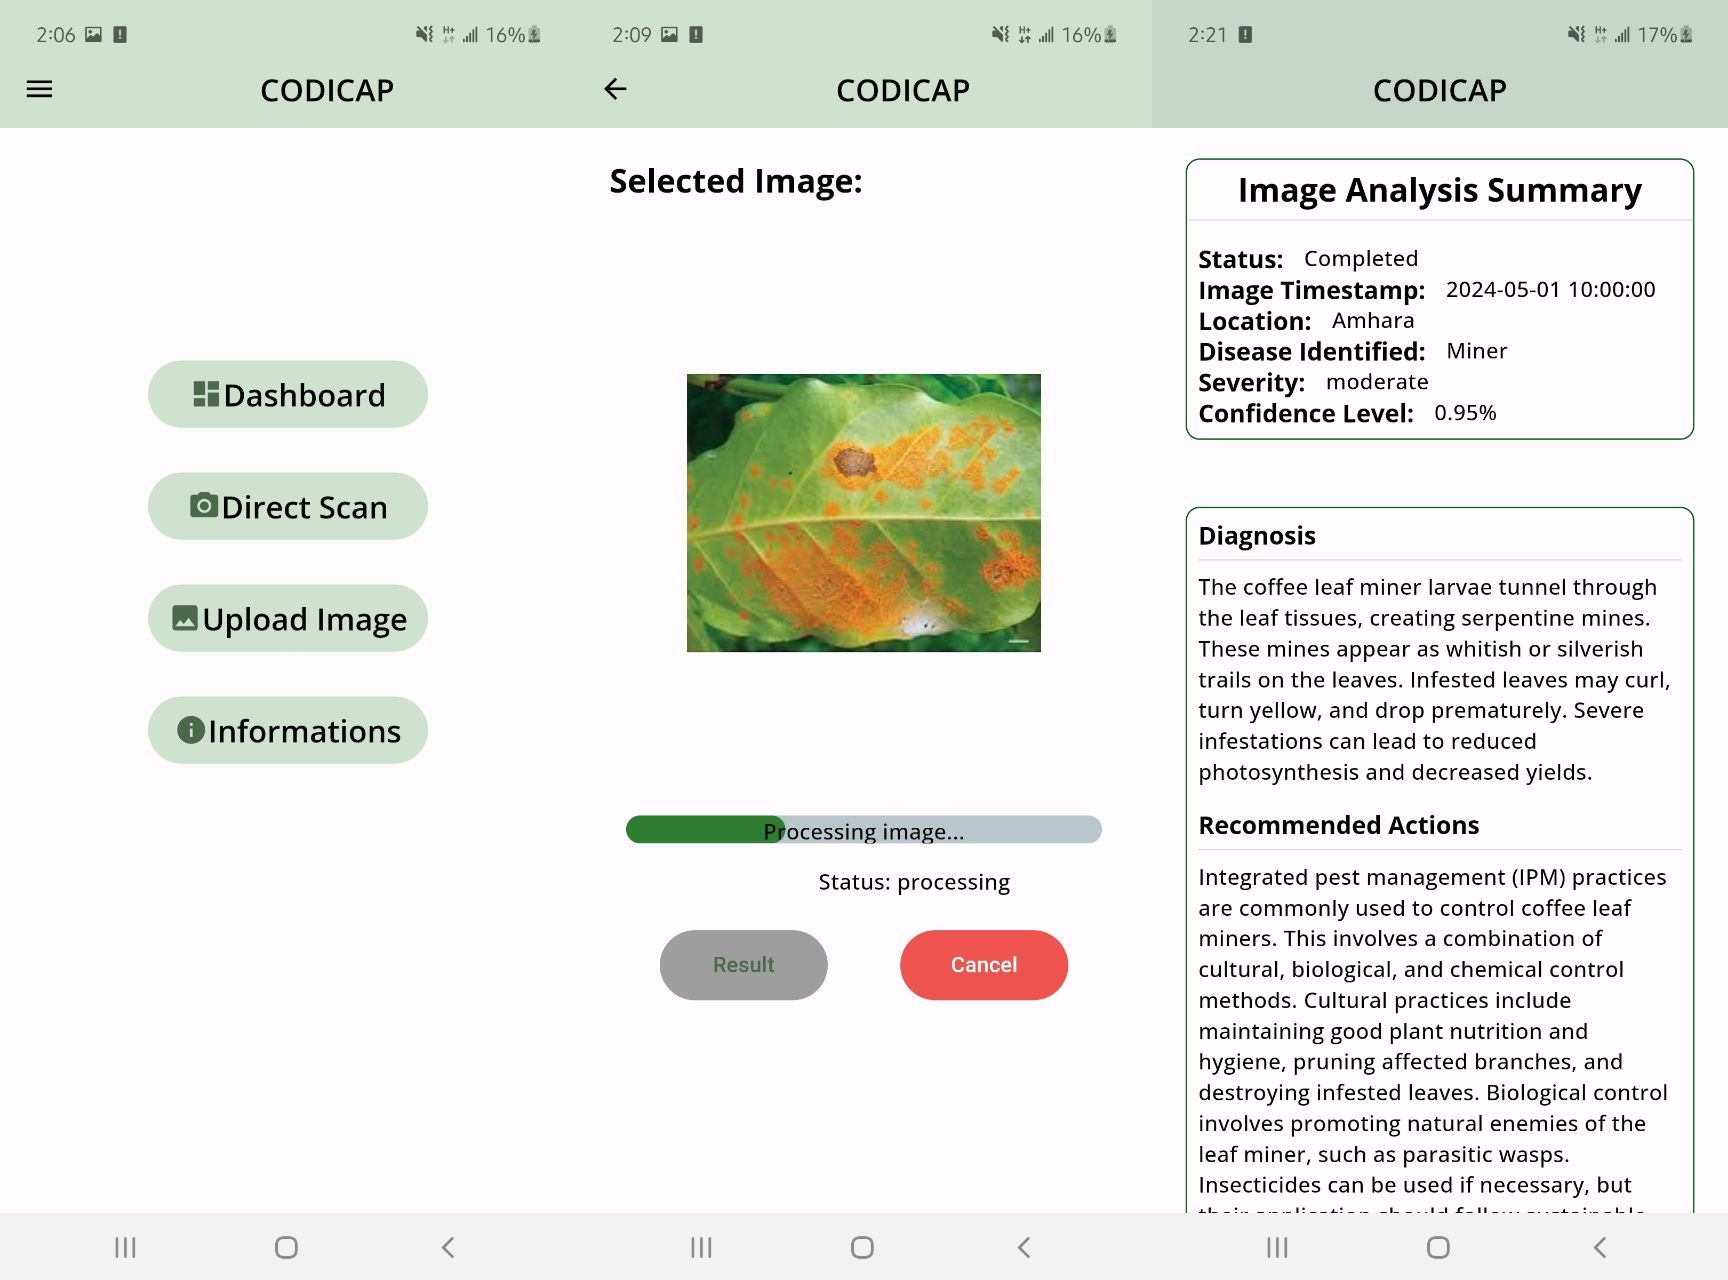 2:06
16%
CODICAP
Dashboard
Direct Scan
Upload Image
Informations
2:09
16%
CODICAP
Selected Image:
Processing image...
Status: processing
Result
Cancel
2:21
17%
CODICAP
Image Analysis Summary
Status: Completed
Image Timestamp: 2024-05-01 10:00:00
Location: Amhara
Disease Identified: Miner
Severity: moderate
Confidence Level: 0.95%
Diagnosis
The coffee leaf miner larvae tunnel through
the leaf tissues, creating serpentine mines.
These mines appear as whitish or silverish
trails on the leaves. Infested leaves may curl,
turn yellow, and drop prematurely. Severe
infestations can lead to reduced
photosynthesis and decreased yields.
Recommended Actions
Integrated pest management (IPM) practices
are commonly used to control coffee leaf
miners. This involves a combination of
cultural, biological, and chemical control
methods. Cultural practices include
maintaining good plant nutrition and
hygiene, pruning affected branches, and
destroying infested leaves. Biological control
involves promoting natural enemies of the
leaf miner, such as parasitic wasps.
Insecticides can be used if necessary, but